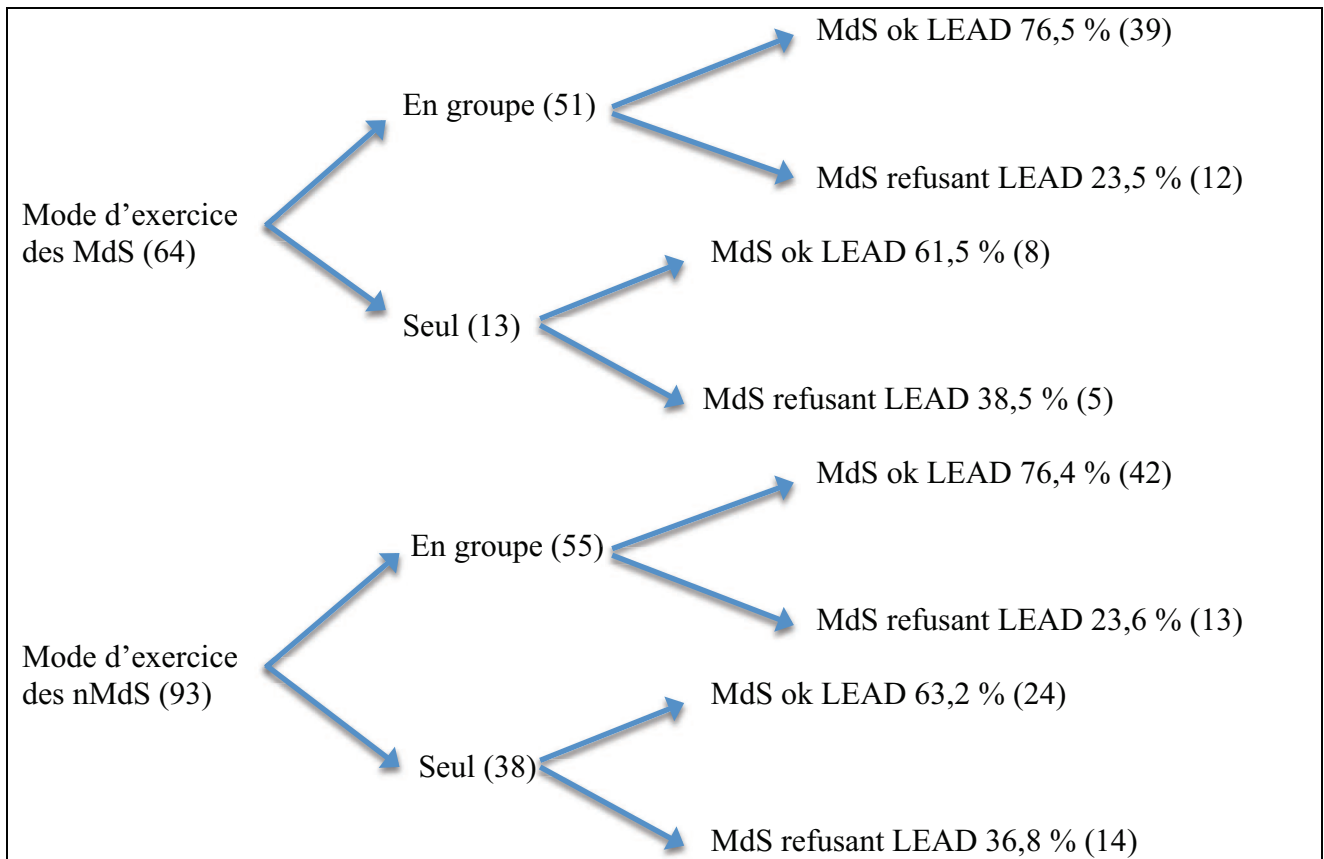 MdS ok LEAD 76,5 % (39)
En groupe (51)
MdS refusant LEAD 23,5 % (12)
Mode d’exercice
des MdS (64)
MdS ok LEAD 61,5 % (8)
Seul (13)
MdS refusant LEAD 38,5 % (5)
MdS ok LEAD 76,4 % (42)
En groupe (55)
MdS refusant LEAD 23,6 % (13)
Mode d’exercice
des nMdS (93)
MdS ok LEAD 63,2 % (24)
Seul (38)
MdS refusant LEAD 36,8 % (14)